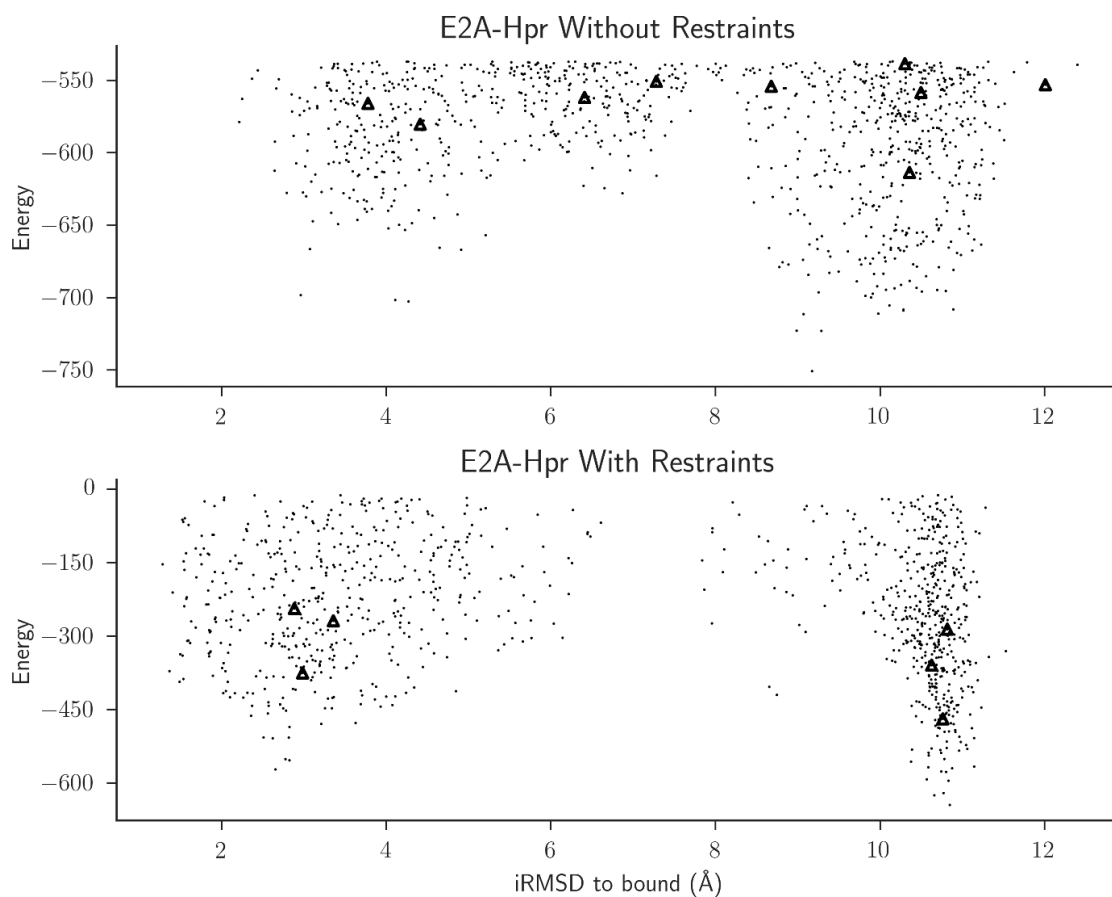 E2A-Hpr Without Restraints
Energy
−550
−600
−650
−700
−750
2 4 6 8 10 12
E2A-Hpr With Restraints
Energy
0
−150
−300
−450
−600
2 4 6 8 10 12
iRMSD to bound (Å)